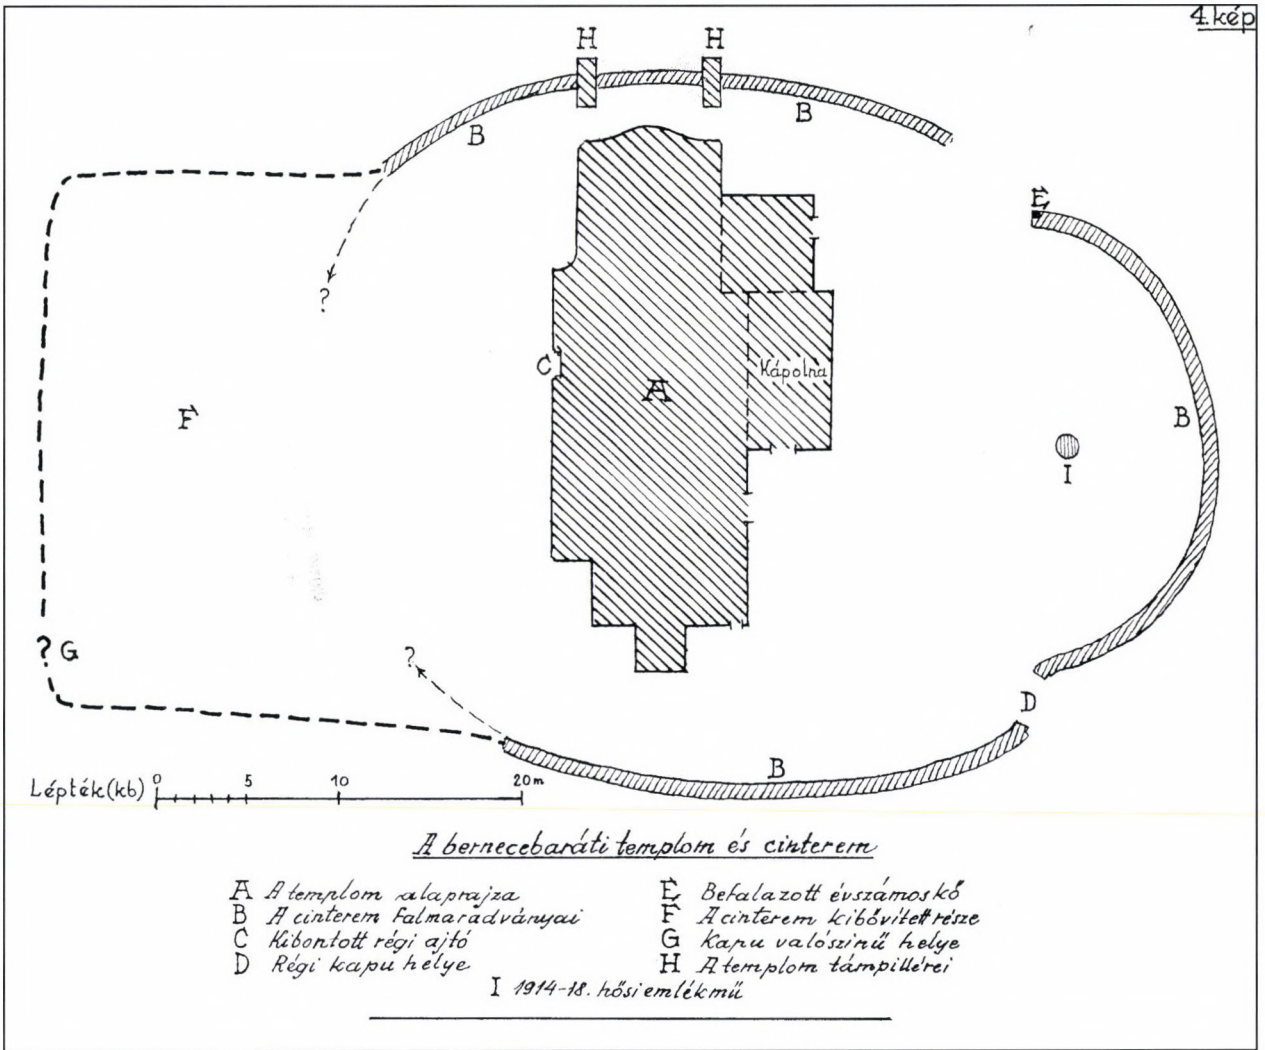 4.kép
H H
B
B
E
?
C
A
Kápolna
F
B
I
? G
?
D
B
Lépték(kb) 0 5 10 20m
A bernecebaráti templom és cinterem
A A templom alaprajza
B A cinterem falmaradványai
C Kibontott régi ajtó
D Régi kapu helye
E Befalazott évszámos kő
F A cinterem kibővített része
G Kapu valószinű helye
H A templom támpillérei
I 1914-18. hősi emlékmű